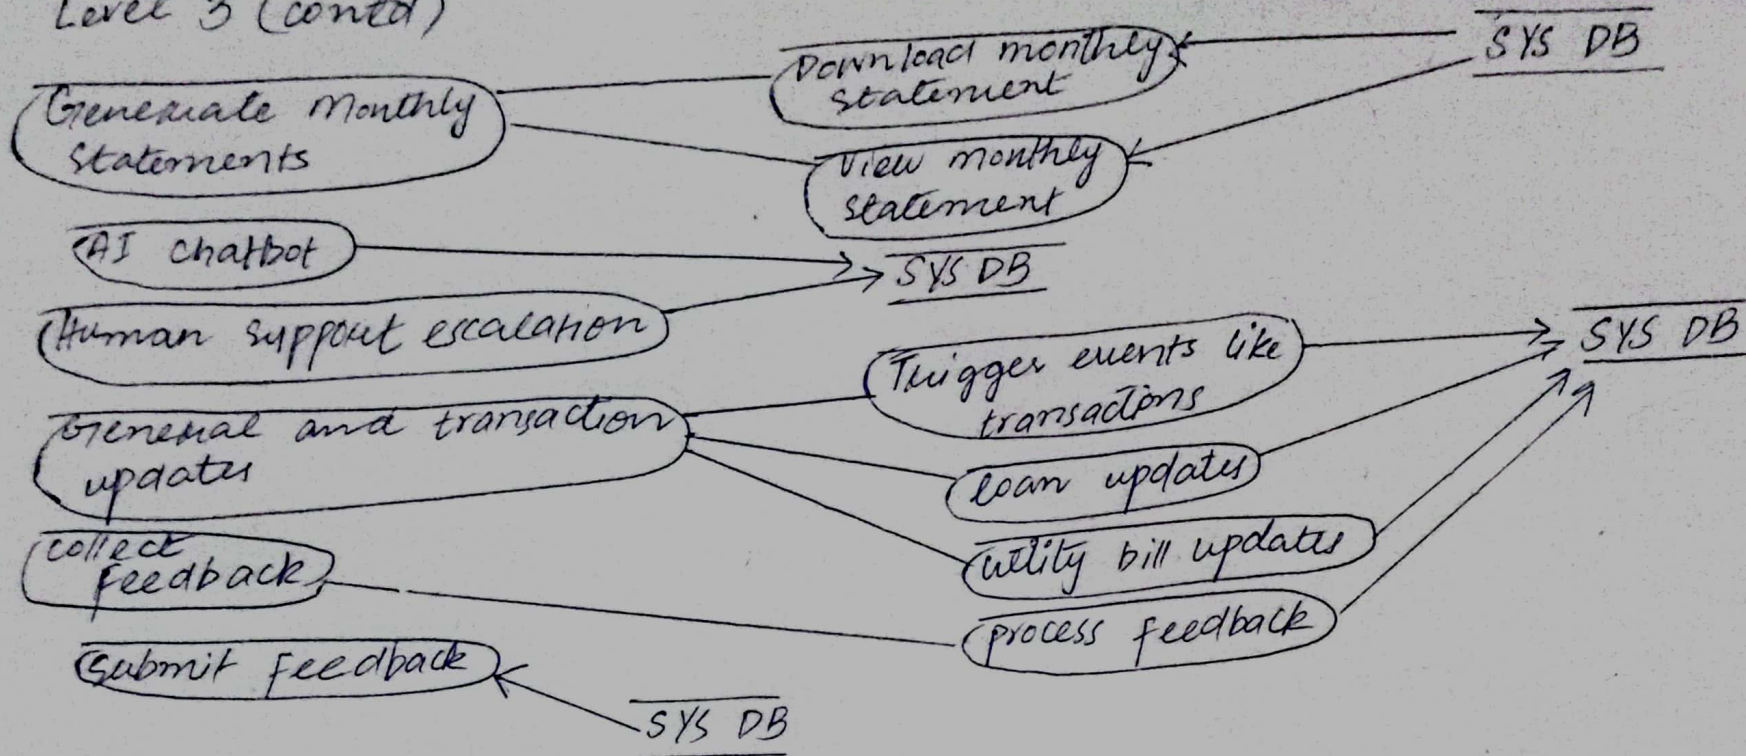 Level 3 (contd)
Download monthly
statement
SYS DB
Generate Monthly
Statements
View monthly
statement
AI chatbot
SYS DB
Human support escalation
Trigger events like
transactions
SYS DB
General and transaction
updates
loan updates
collect
Feedback
utility bill updates
process Feedback
Submit Feedback
SYS DB